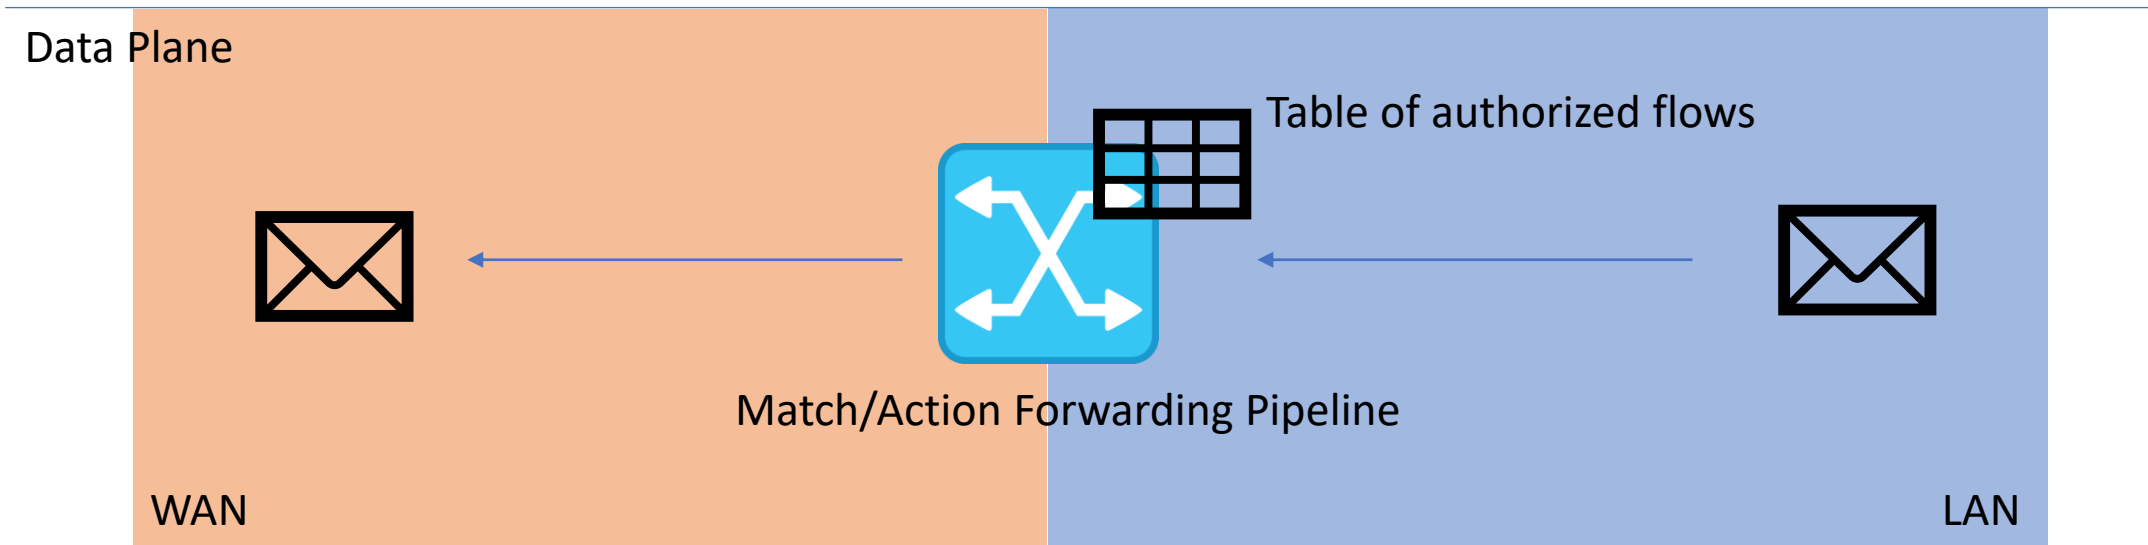 Data Plane
Table of authorized flows
Match/Action Forwarding Pipeline
WAN
LAN